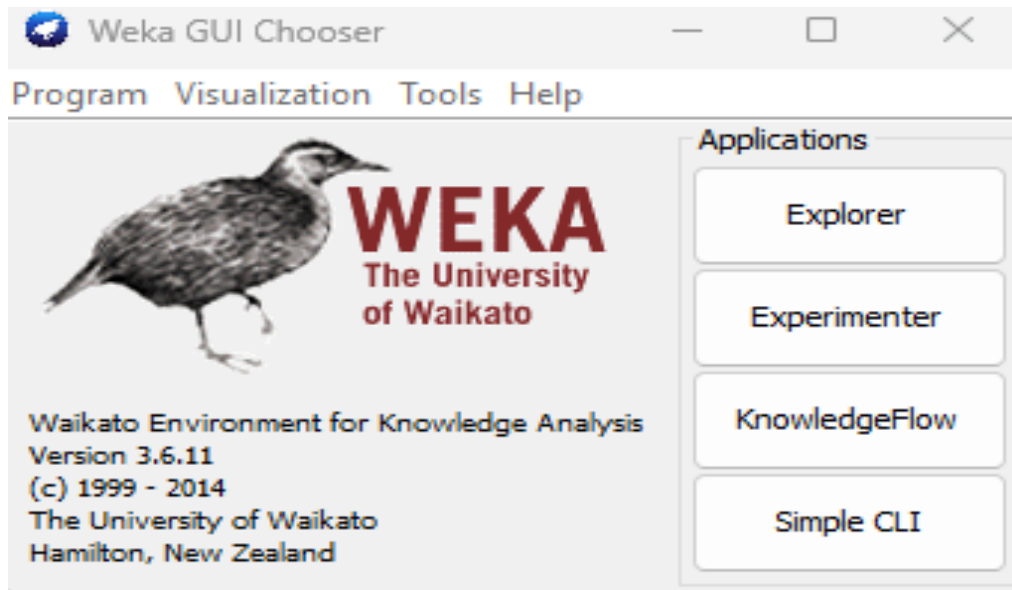 Weka GUI Chooser
Program Visualization Tools Help
WEKA
The University
of Waikato
Waikato Environment for Knowledge Analysis
Version 3.6.11
(c) 1999 - 2014
The University of Waikato
Hamilton, New Zealand
Applications
Explorer
Experimenter
KnowledgeFlow
Simple CLI